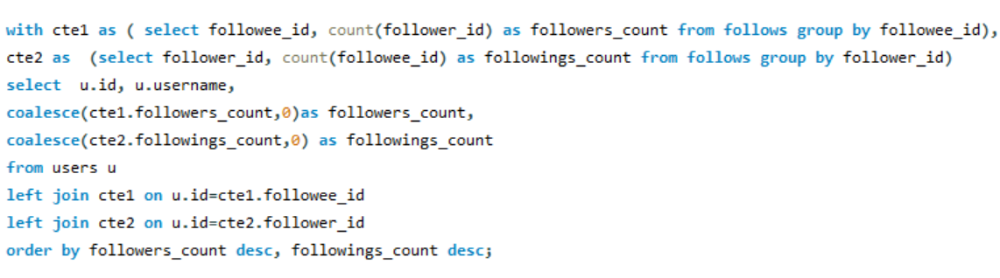 with cte1 as ( select followee_id, count(follower_id) as followers_count from follows group by followee_id),
cte2 as  (select follower_id, count(followee_id) as followings_count from follows group by follower_id)
select  u.id, u.username,
coalesce(cte1.followers_count,0)as followers_count,
coalesce(cte2.followings_count,0) as followings_count
from users u
left join cte1 on u.id=cte1.followee_id
left join cte2 on u.id=cte2.follower_id
order by followers_count desc, followings_count desc;